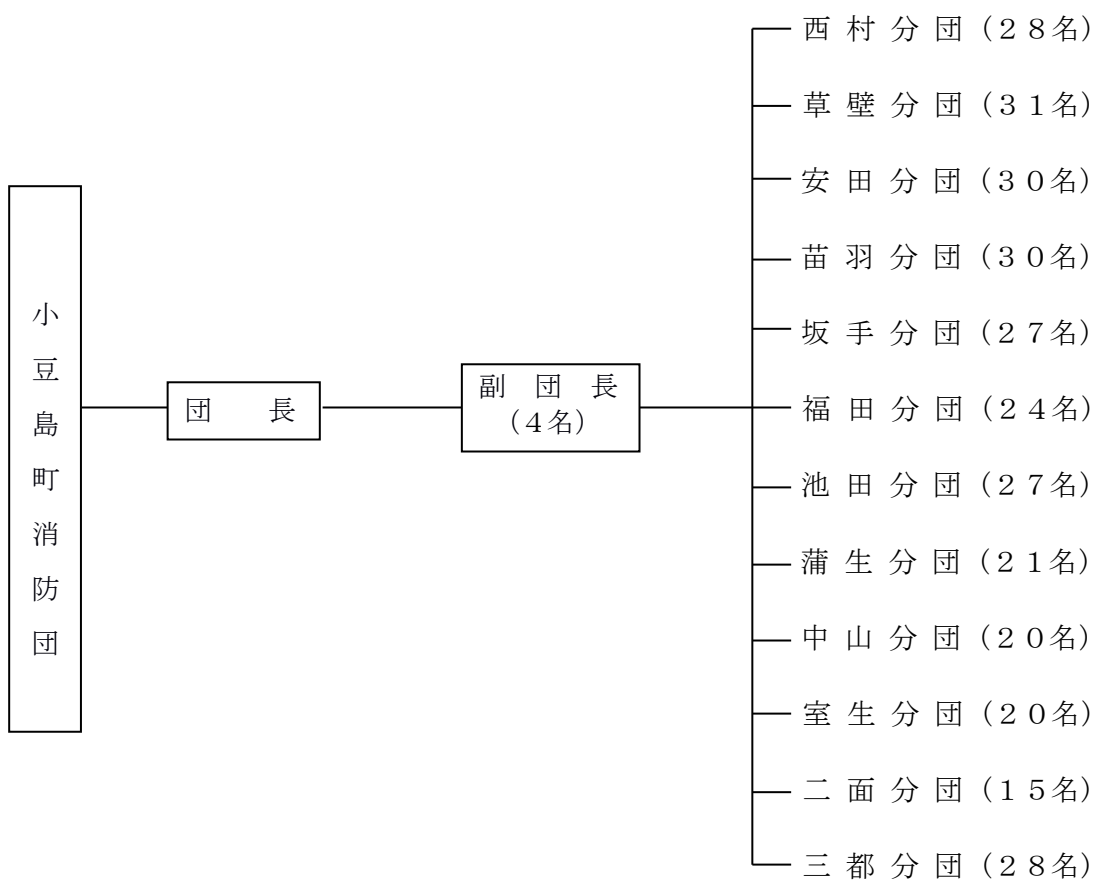 小豆島町消防団
団　長
副　団　長
（4名）
西 村 分 団（２８名）
草 壁 分 団（３１名）
安 田 分 団（３０名）
苗 羽 分 団（３０名）
坂 手 分 団（２７名）
福 田 分 団（２４名）
池 田 分 団（２７名）
蒲 生 分 団（２１名）
中 山 分 団（２０名）
室 生 分 団（２０名）
二 面 分 団（１５名）
三 都 分 団（２８名）